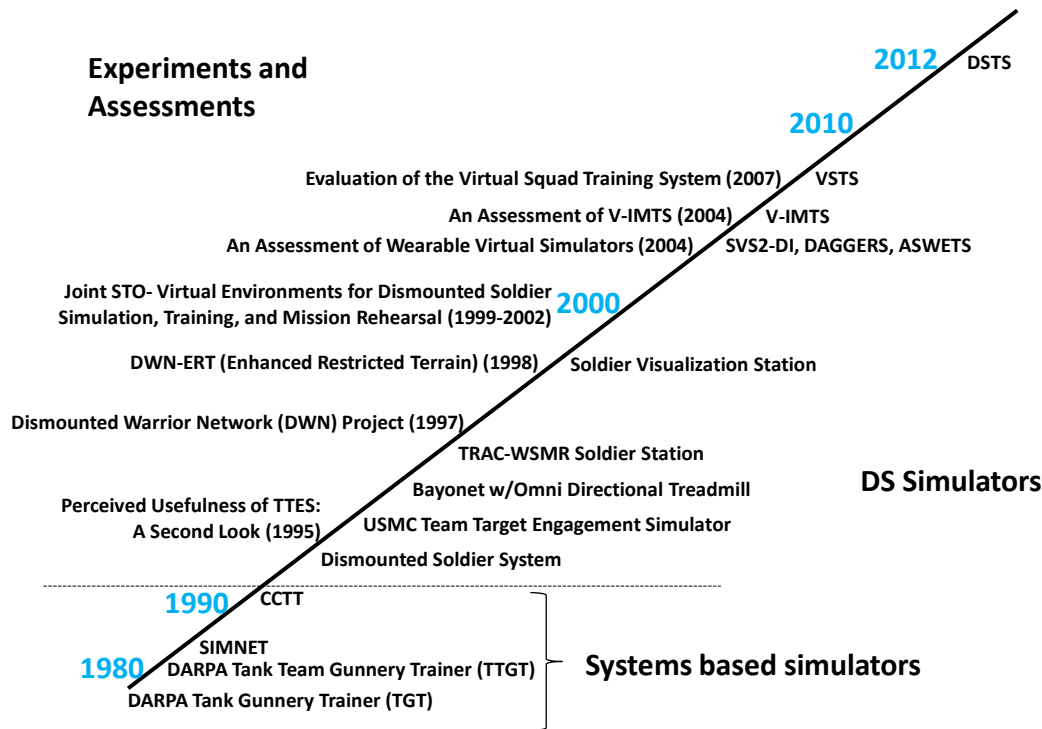 Experiments and
Assessments
2012
DSTS
2010
Evaluation of the Virtual Squad Training System (2007)
VSTS
An Assessment of V-IMTS (2004)
V-IMTS
An Assessment of Wearable Virtual Simulators (2004)
SVS2-DI, DAGGERS, ASWETS
Joint STO- Virtual Environments for Dismounted Soldier
Simulation, Training, and Mission Rehearsal (1999-2002)
2000
DWN-ERT (Enhanced Restricted Terrain) (1998)
Soldier Visualization Station
Dismounted Warrior Network (DWN) Project (1997)
TRAC-WSMR Soldier Station
Bayonet w/Omni Directional Treadmill
DS Simulators
Perceived Usefulness of TTES:
A Second Look (1995)
USMC Team Target Engagement Simulator
Dismounted Soldier System
1990
CCTT
SIMNET
1980
DARPA Tank Team Gunnery Trainer (TTGT)
DARPA Tank Gunnery Trainer (TGT)
Systems based simulators